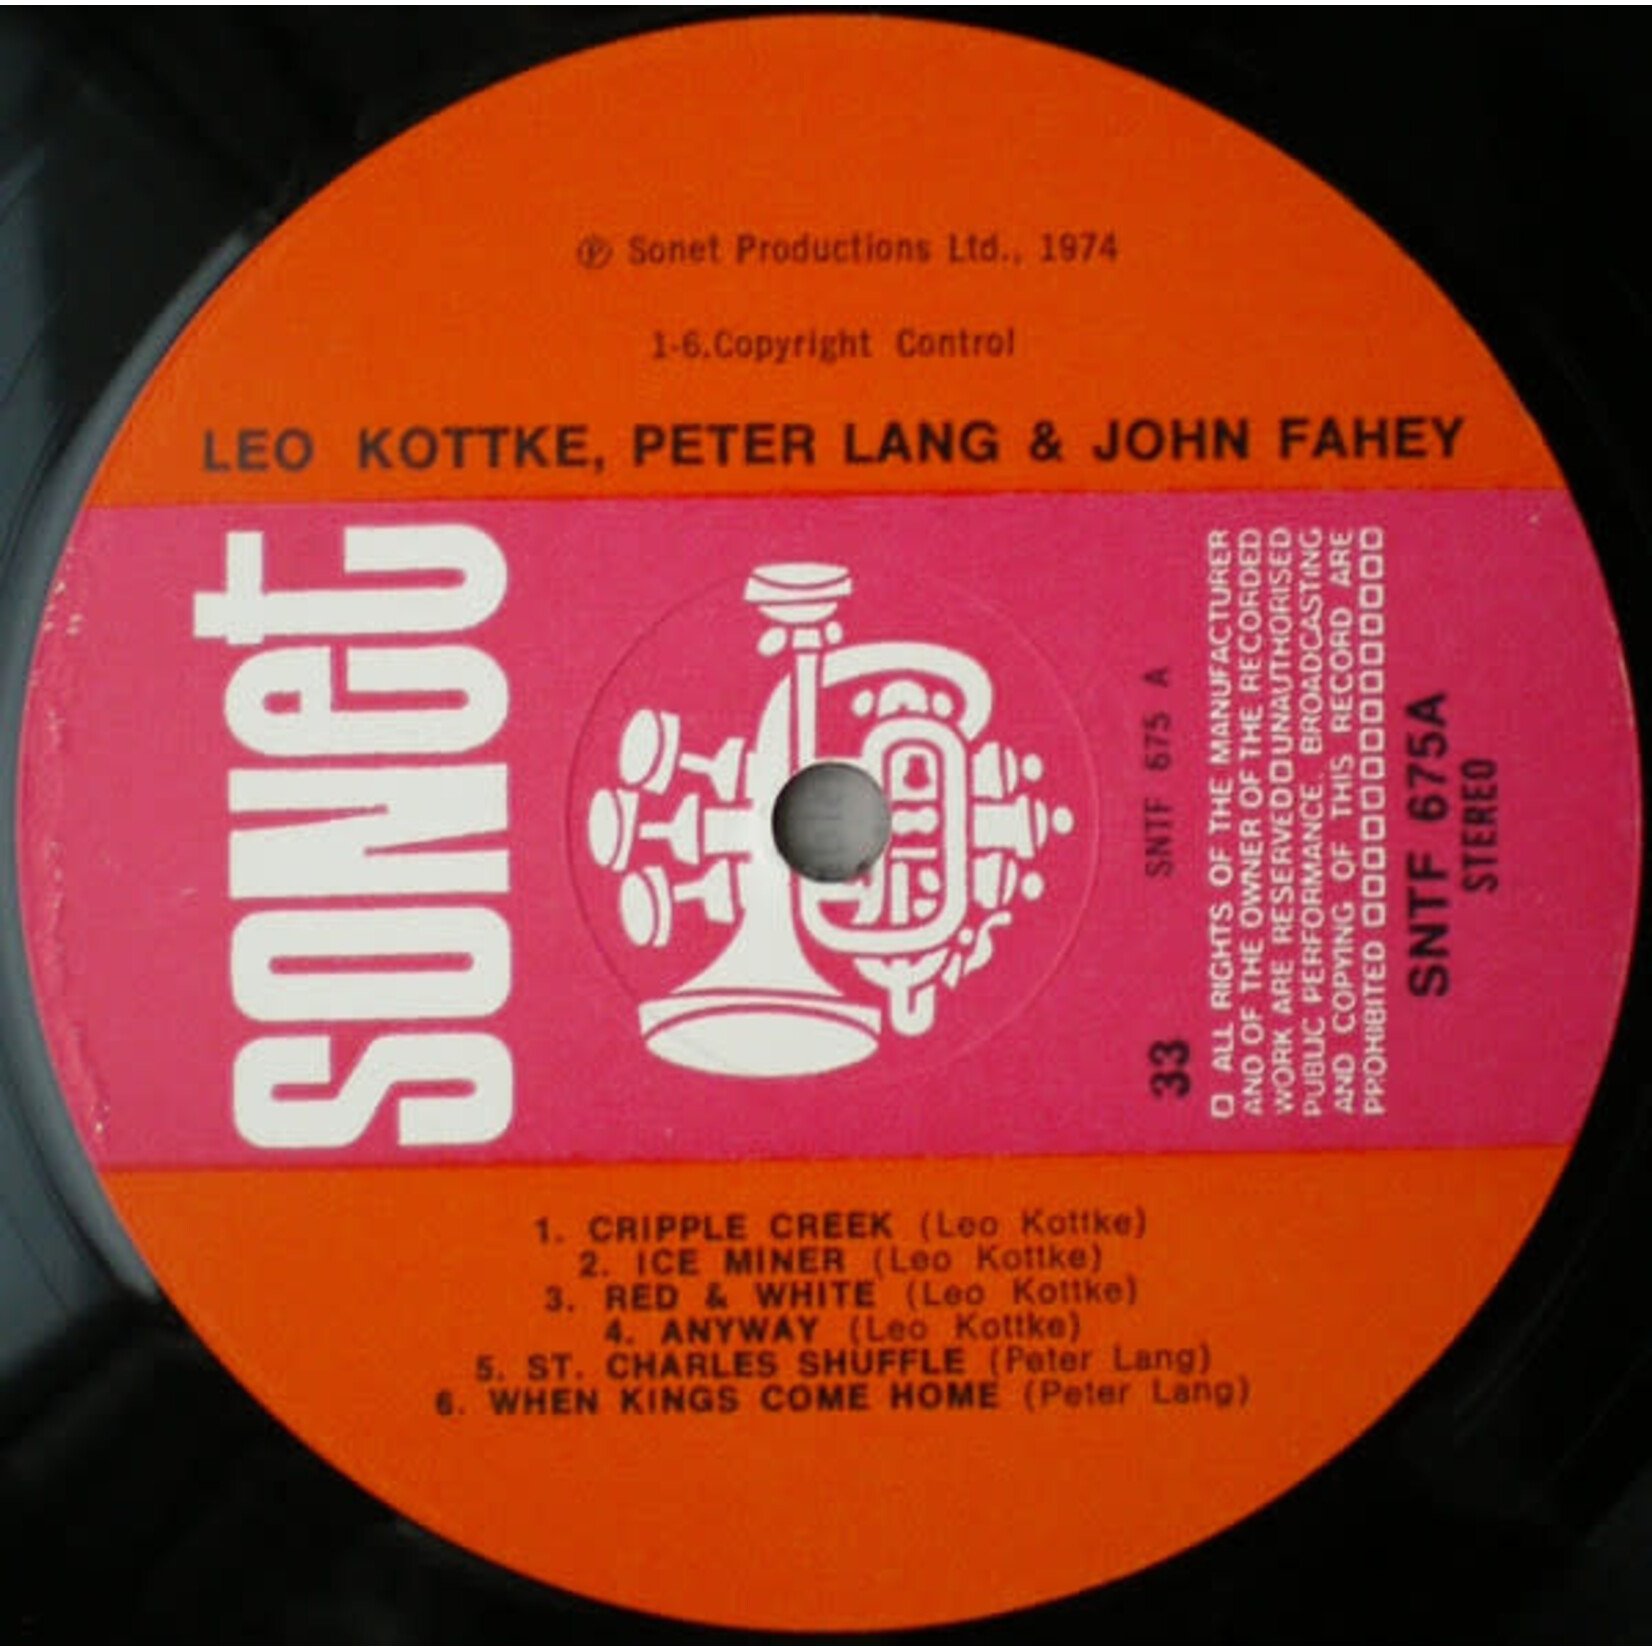 ℗ Sonet Productions Ltd., 1974
1-6.Copyright Control
LEO KOTTKE, PETER LANG & JOHN FAHEY
sonet
SNTF 675 A
33
□ ALL RIGHTS OF THE MANUFACTURER
AND OF THE OWNER OF THE RECORDED
WORK ARE RESERVED□UNAUTHORISED
PUBLIC PERFORMANCE, BROADCASTING
AND COPYING OF THIS RECORD ARE
PROHIBITED □□□□□□□□□□□□□□
SNTF 675A
STEREO
1. CRIPPLE CREEK (Leo Kottke)
2. ICE MINER (Leo Kottke)
3. RED & WHITE (Leo Kottke)
4. ANYWAY (Leo Kottke)
5. ST. CHARLES SHUFFLE (Peter Lang)
6. WHEN KINGS COME HOME (Peter Lang)